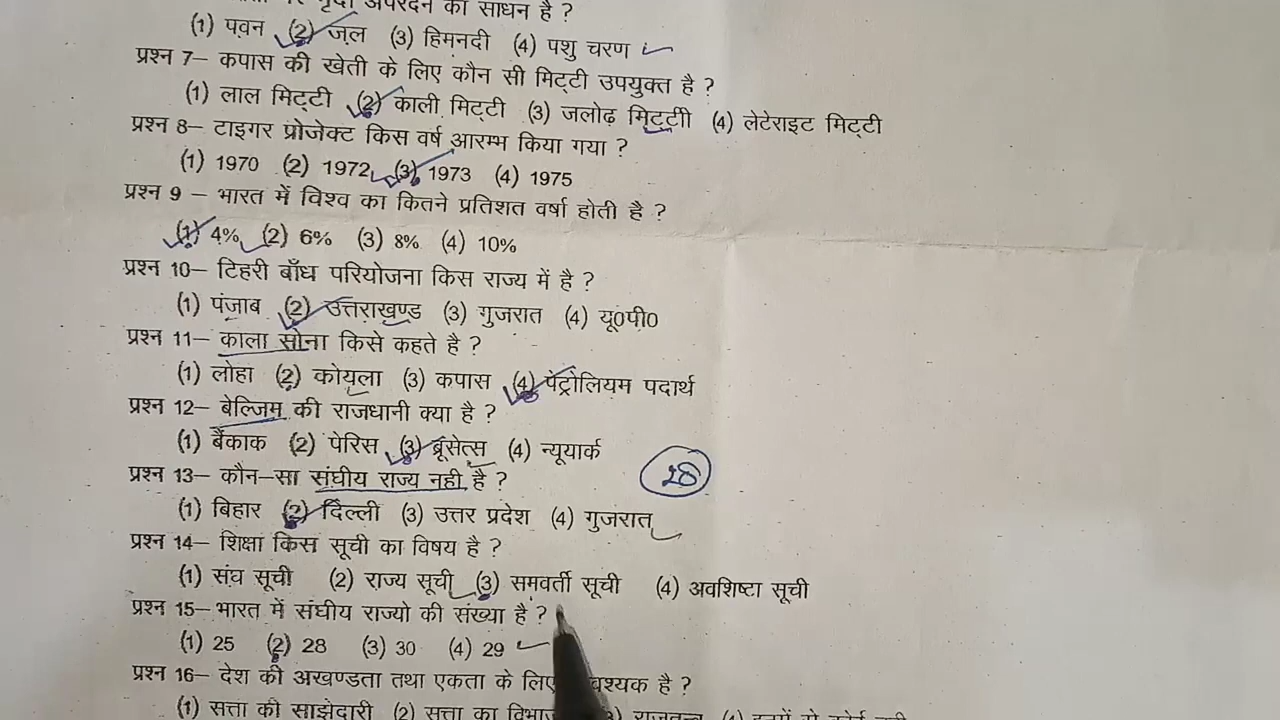 अपरदन का साधन है ?
(1) पवन (2) जल (3) हिमनदी (4) पशु चरण
प्रश्न 7– कपास की खेती के लिए कौन सी मिट्टी उपयुक्त है ?
(1) लाल मिट्टी (2) काली मिट्टी (3) जलोढ़ मिट्टीी (4) लेटेराइट मिट्टी
प्रश्न 8– टाइगर प्रोजेक्ट किस वर्ष आरम्भ किया गया ?
(1) 1970 (2) 1972 (3) 1973 (4) 1975
प्रश्न 9 – भारत में विश्व का कितने प्रतिशत वर्षा होती है ?
(1) 4% (2) 6% (3) 8% (4) 10%
प्रश्न 10– टिहरी बाँध परियोजना किस राज्य में है ?
(1) पंजाब (2) उत्तराखण्ड (3) गुजरात (4) यू0पी0
प्रश्न 11– काला सोना किसे कहते है ?
(1) लोहा (2) कोयला (3) कपास (4) पेट्रोलियम पदार्थ
प्रश्न 12– बेल्जिम की राजधानी क्या है ?
(1) बैंकाक (2) पेरिस (3) ब्रूसेल्स (4) न्यूयार्क
प्रश्न 13– कौन–सा संघीय राज्य नही है ?
28
(1) बिहार (2) दिल्ली (3) उत्तर प्रदेश (4) गुजरात
प्रश्न 14– शिक्षा किस सूची का विषय है ?
(1) संघ सूची (2) राज्य सूची (3) समवर्ती सूची (4) अवशिष्टा सूची
प्रश्न 15– भारत में संघीय राज्यो की संख्या है ?
(1) 25 (2) 28 (3) 30 (4) 29
प्रश्न 16– देश की अखण्डता तथा एकता के लिए है ?
(1) सत्ता की साझेदारी (2) सत्ता का